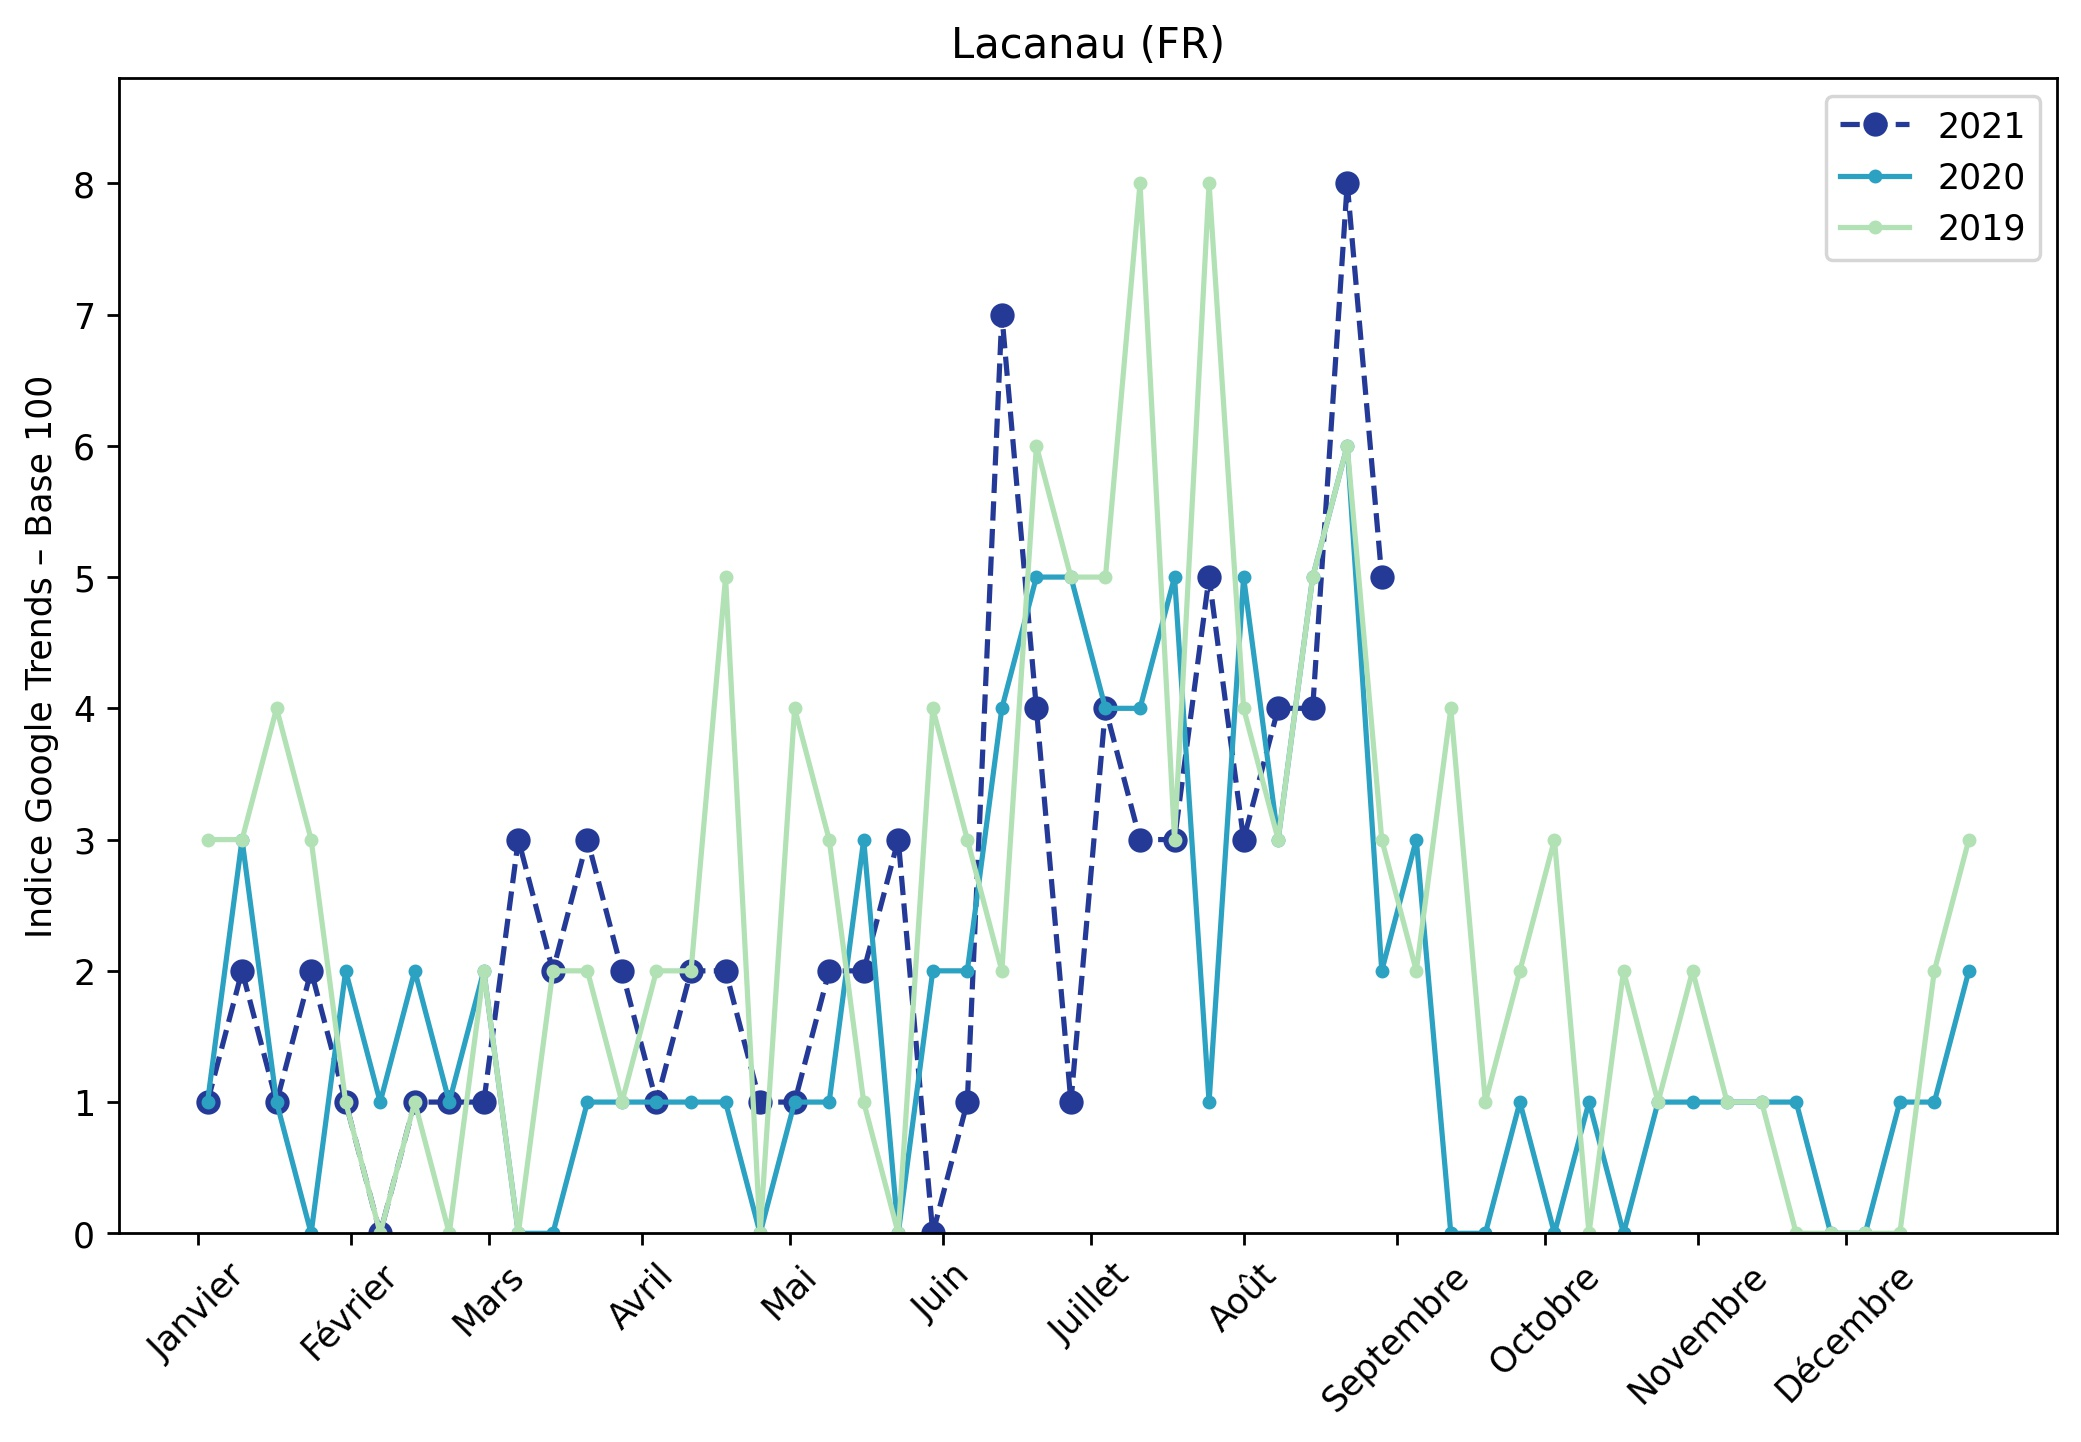 Lacanau (FR)
2021
2020
2019
Indice Google Trends – Base 100
8
7
6
5
4
3
2
1
0
Janvier
Février
Mars
Avril
Mai
Juin
Juillet
Août
Septembre
Octobre
Novembre
Décembre